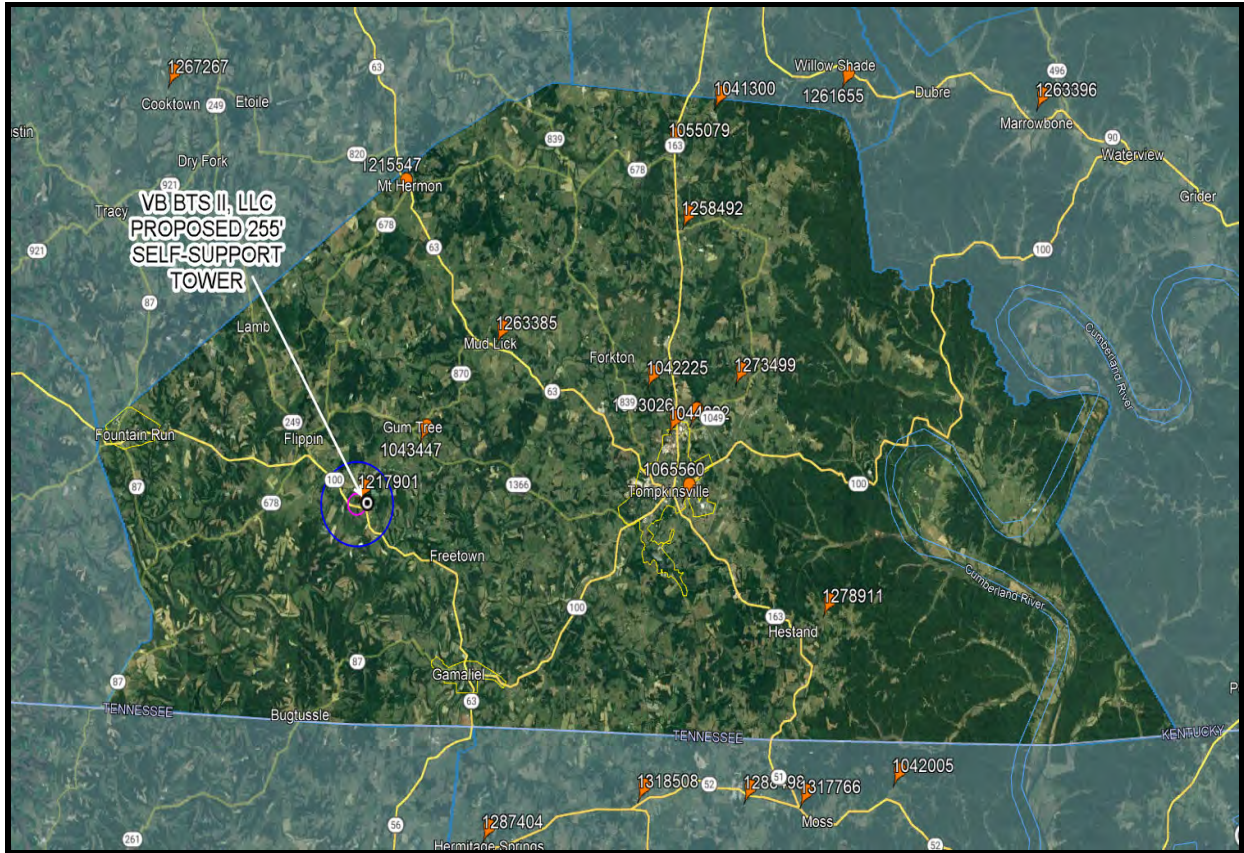 1267267
Cooktown
249
Etoile
63
Willow Shade
1261655
Dubre
496
1263396
Marrowbone
90
Waterview
Grider
1041300
1055079
163
839
678
820
1215547
Mt Hermon
stin
Dry Fork
921
Tracy
921
921
87
VB BTS II, LLC
PROPOSED 255'
SELF-SUPPORT
TOWER
678
63
1258492
100
Lamb
1263385
Mud Lick
870
63
Forkton
1042225
1273499
839
1049
Cumberland River
Fountain Run
249
Flippin
Gum Tree
1043447
100
1217901
87
678
1366
1065560
Tompkinsville
100
Freetown
100
Cumberland River
1278911
163
Hestand
87
87
Gamaliel
63
Bugtussle
TENNESSEE
TENNESSEE
KENTUCKY
1318508
52
51
1317766
1042005
Moss
1287404
Hermitage Springs
56
261
52